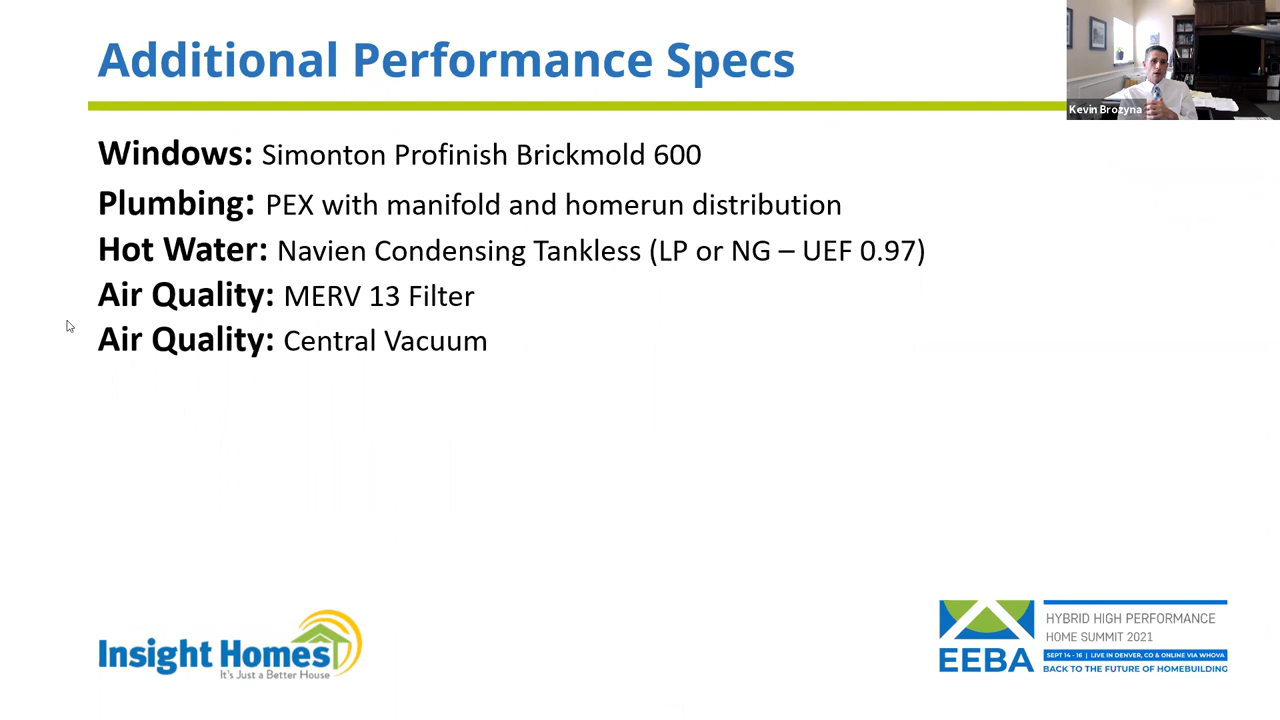 Additional Performance Specs
Kevin Brozyna
Windows: Simonton Profinish Brickmold 600
Plumbing: PEX with manifold and homerun distribution
Hot Water: Navien Condensing Tankless (LP or NG – UEF 0.97)
Air Quality: MERV 13 Filter
Air Quality: Central Vacuum
Insight Homes
It's Just a Better House
EEBA
HYBRID HIGH PERFORMANCE
HOME SUMMIT 2021
SEPT 14 - 16 | LIVE IN DENVER, CO & ONLINE VIA WHOVA
BACK TO THE FUTURE OF HOMEBUILDING